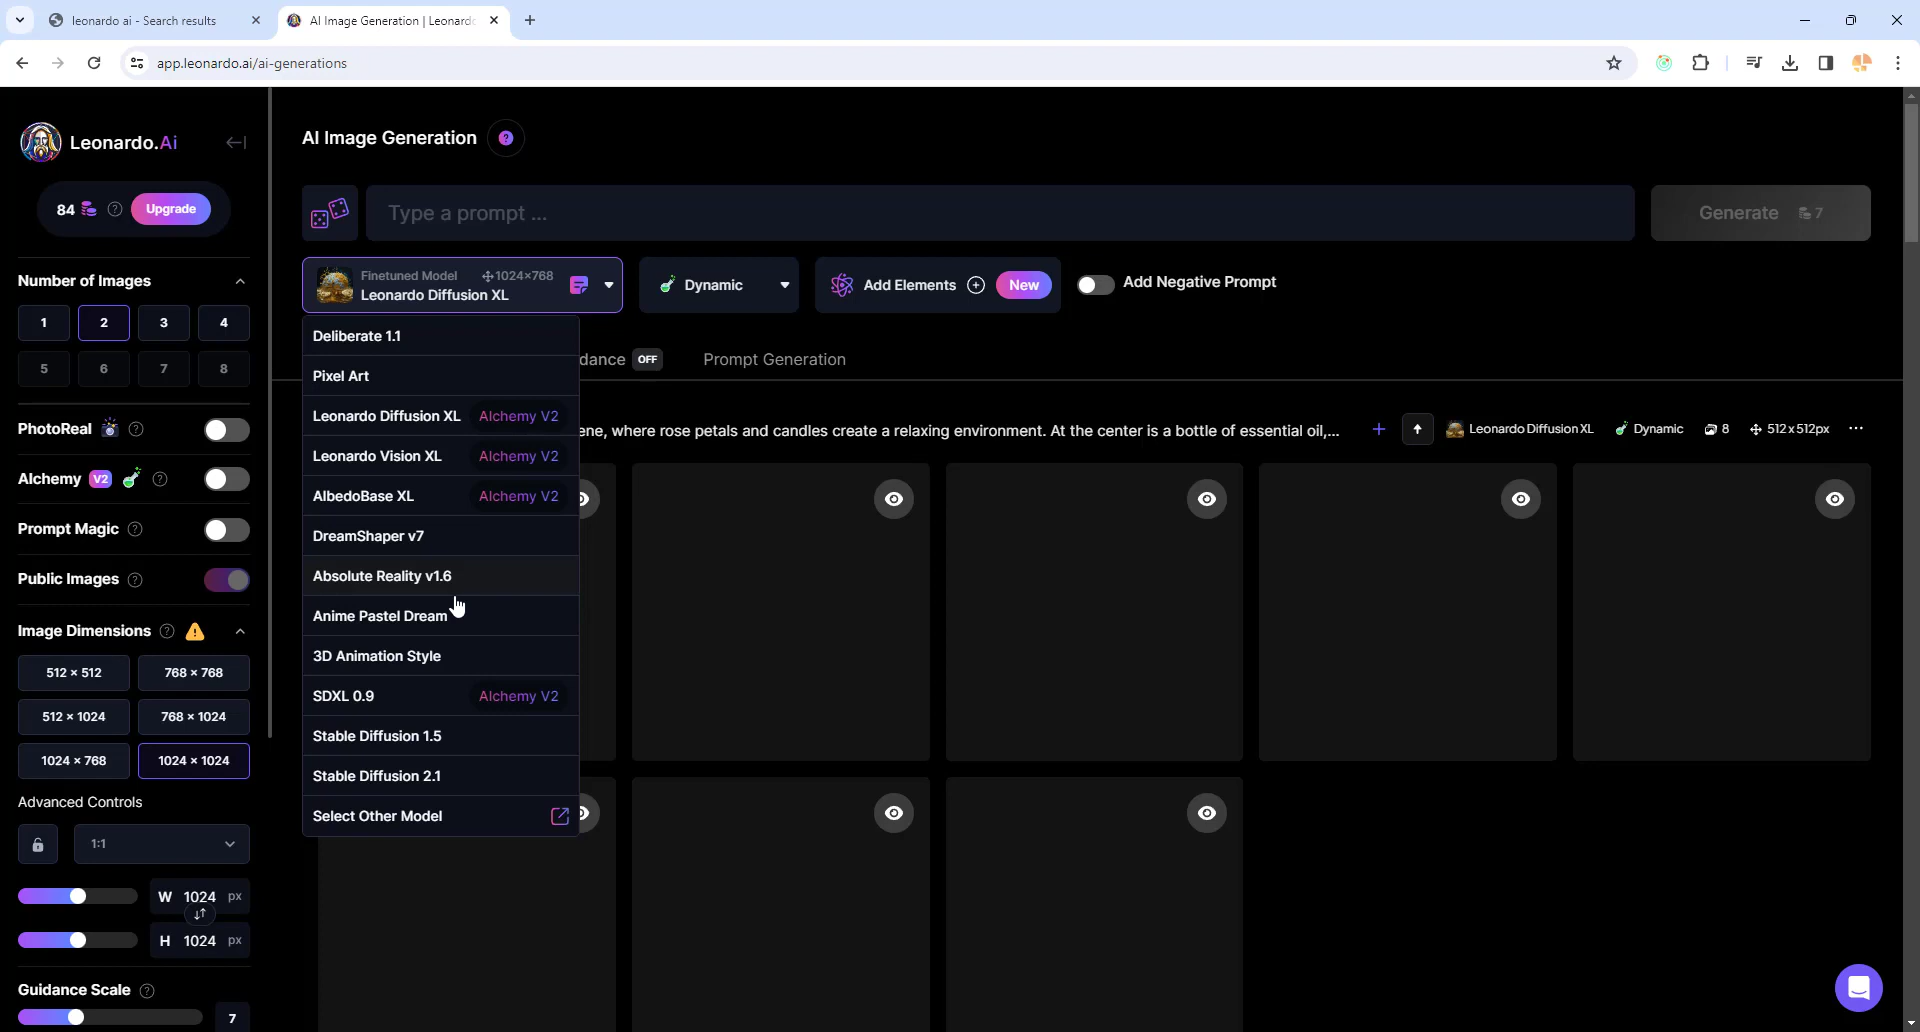 leonardo ai - Search results
AI Image Generation | Leonardo
app.leonardo.ai/ai-generations
Leonardo.Ai
84 Upgrade
Number of Images
1 2 3 4
5 6 7 8
PhotoReal
Alchemy V2
Prompt Magic
Public Images
Image Dimensions
512 × 512 768 × 768
512 × 1024 768 × 1024
1024 × 768 1024 × 1024
Advanced Controls
1:1
W 1024 px
H 1024 px
Guidance Scale
7
AI Image Generation
Type a prompt ...
Generate 7
Finetuned Model 1024×768
Leonardo Diffusion XL
Dynamic
Add Elements New
Add Negative Prompt
Deliberate 1.1
Pixel Art
Leonardo Diffusion XL Alchemy V2
Leonardo Vision XL Alchemy V2
AlbedoBase XL Alchemy V2
DreamShaper v7
Absolute Reality v1.6
Anime Pastel Dream
3D Animation Style
SDXL 0.9 Alchemy V2
Stable Diffusion 1.5
Stable Diffusion 2.1
Select Other Model
dance OFF Prompt Generation
ene, where rose petals and candles create a relaxing environment. At the center is a bottle of essential oil,...
Leonardo Diffusion XL Dynamic 8 512x512px